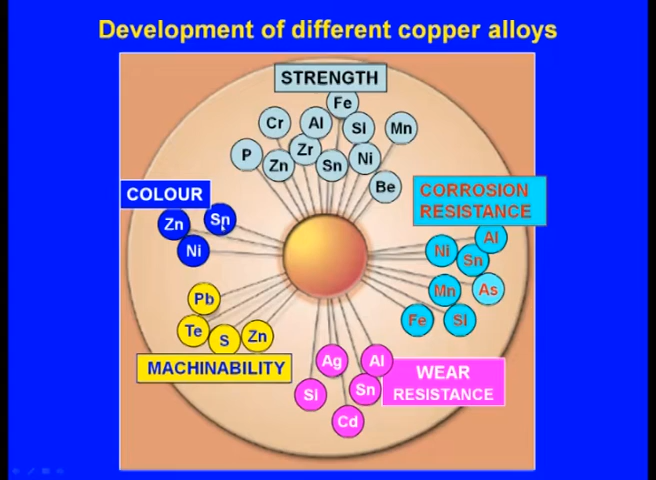 Development of different copper alloys
STRENGTH
Fe
Cr
Al
SI
Mn
P
Zn
Zr
Sn
Ni
Be
COLOUR
Zn
Sn
Ni
CORROSION
RESISTANCE
Ni
Al
Sn
Mn
As
Fe
SI
Pb
Te
S
Zn
MACHINABILITY
Ag
Al
Si
Sn
Cd
WEAR
RESISTANCE